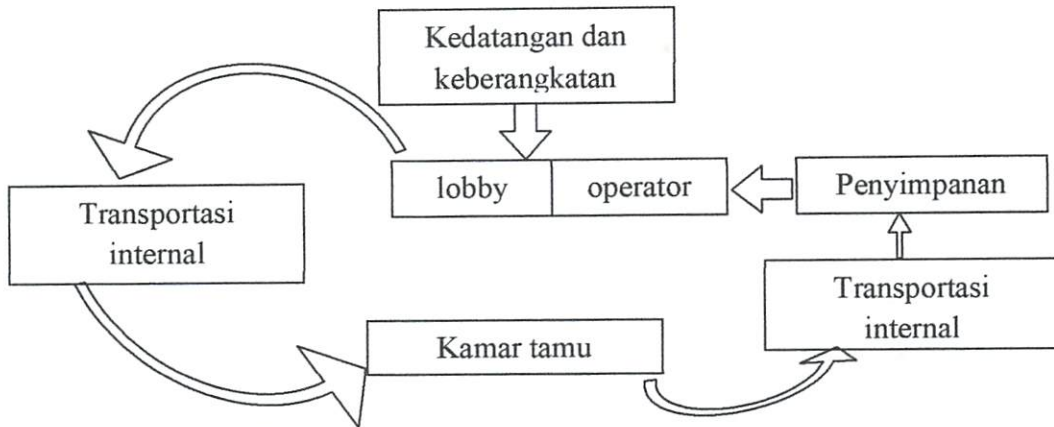 Kedatangan dan
keberangkatan
lobby operator Penyimpanan
Transportasi
internal
Transportasi
internal
Kamar tamu